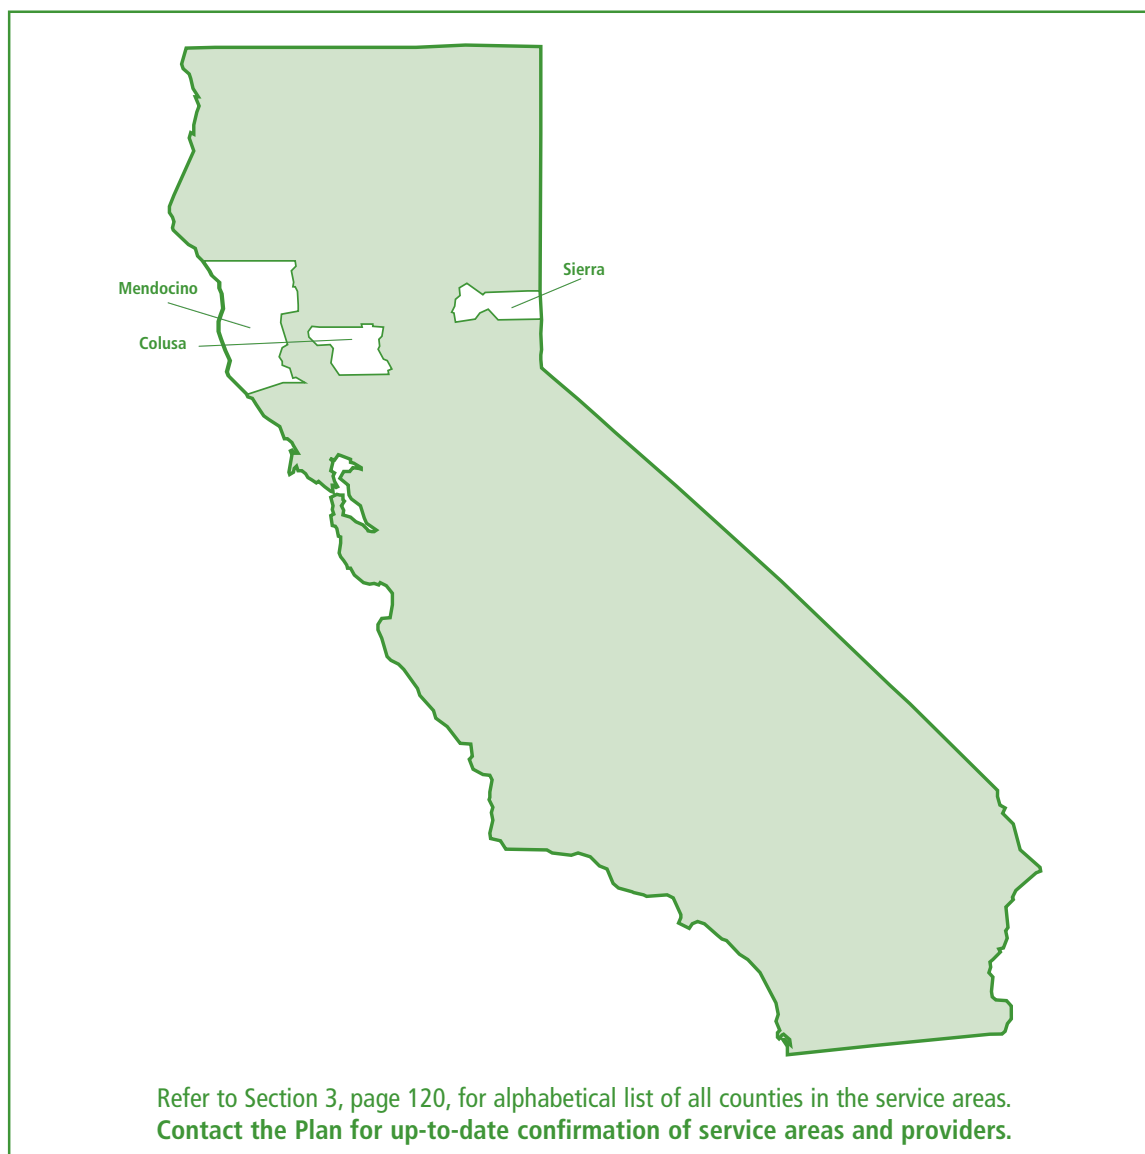 Sierra
Mendocino
Colusa
Refer to Section 3, page 120, for alphabetical list of all counties in the service areas.
Contact the Plan for up-to-date confirmation of service areas and providers.